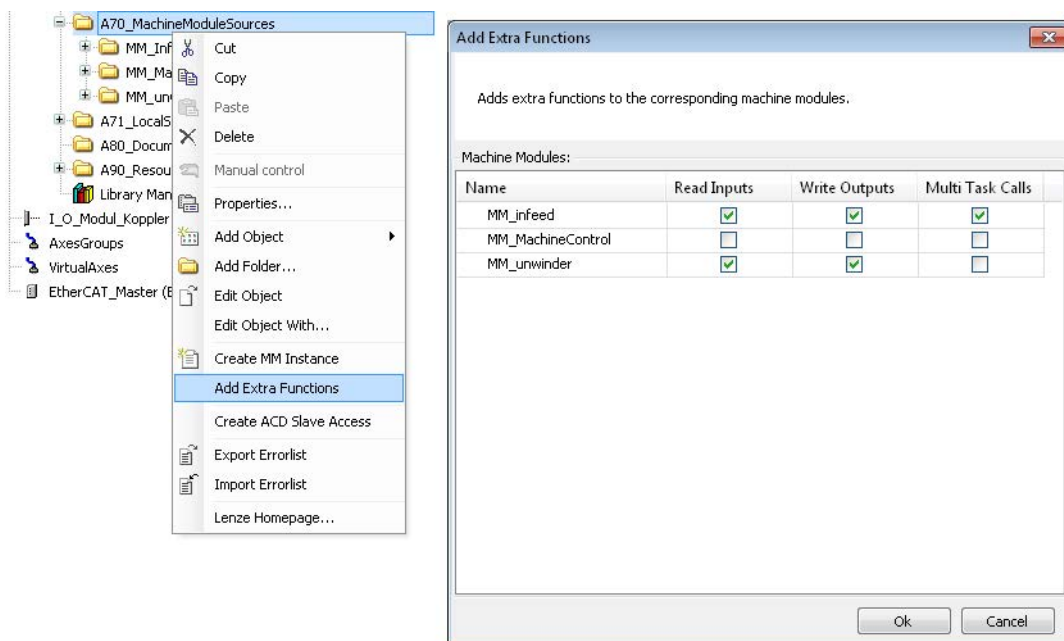 A70_MachineModuleSources
MM_Inf
MM_Ma
MM_un
A71_LocalS
A80_Docum
A90_Resou
Library Man
I_O_Modul_Koppler
AxesGroups
VirtualAxes
EtherCAT_Master (E
Cut
Copy
Paste
Delete
Manual control
Properties...
Add Object
Add Folder...
Edit Object
Edit Object With...
Create MM Instance
Add Extra Functions
Create ACD Slave Access
Export Errorlist
Import Errorlist
Lenze Homepage...
Add Extra Functions
Adds extra functions to the corresponding machine modules.
Machine Modules:
Name Read Inputs Write Outputs Multi Task Calls
MM_infeed
MM_MachineControl
MM_unwinder
Ok Cancel